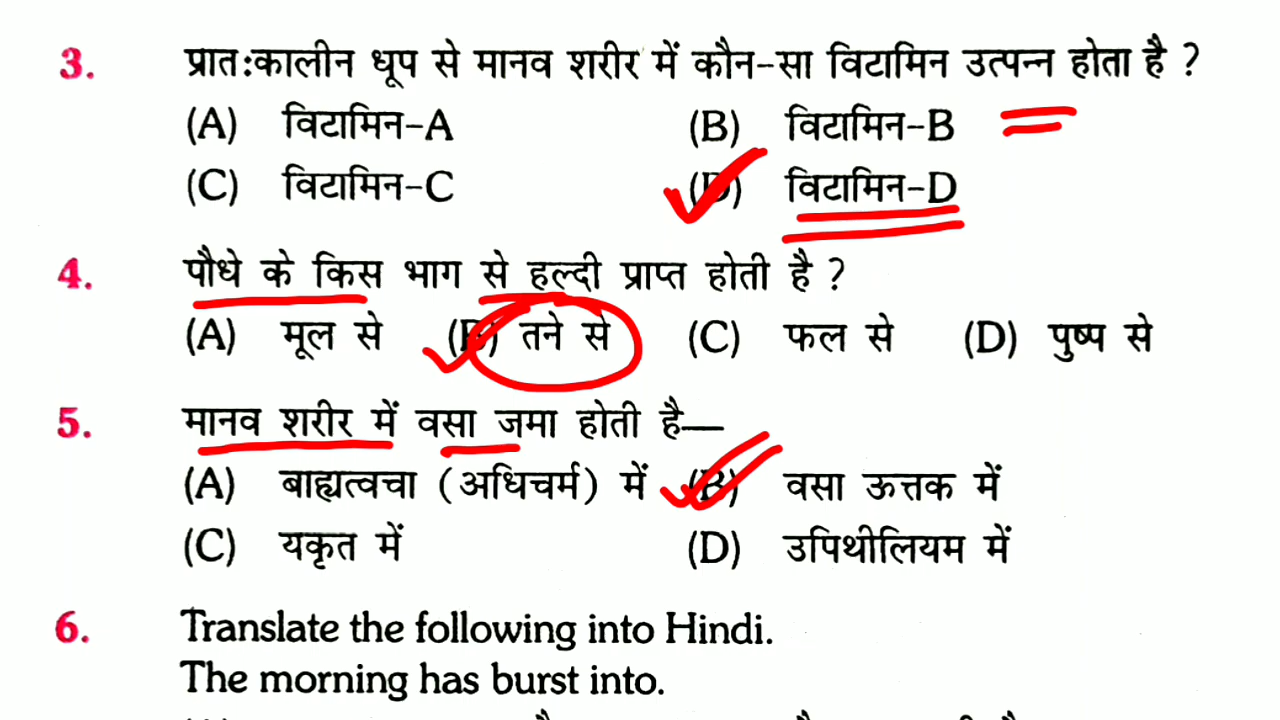 3. प्रात:कालीन धूप से मानव शरीर में कौन-सा विटामिन उत्पन्न होता है ?
(A) विटामिन-A (B) विटामिन-B
(C) विटामिन-C (D) विटामिन-D
4. पौधे के किस भाग से हल्दी प्राप्त होती है ?
(A) मूल से (B) तने से (C) फल से (D) पुष्प से
5. मानव शरीर में वसा जमा होती है—
(A) बाह्यत्वचा (अधिचर्म) में (B) वसा ऊत्तक में
(C) यकृत में (D) उपिथीलियम में
6. Translate the following into Hindi.
The morning has burst into.